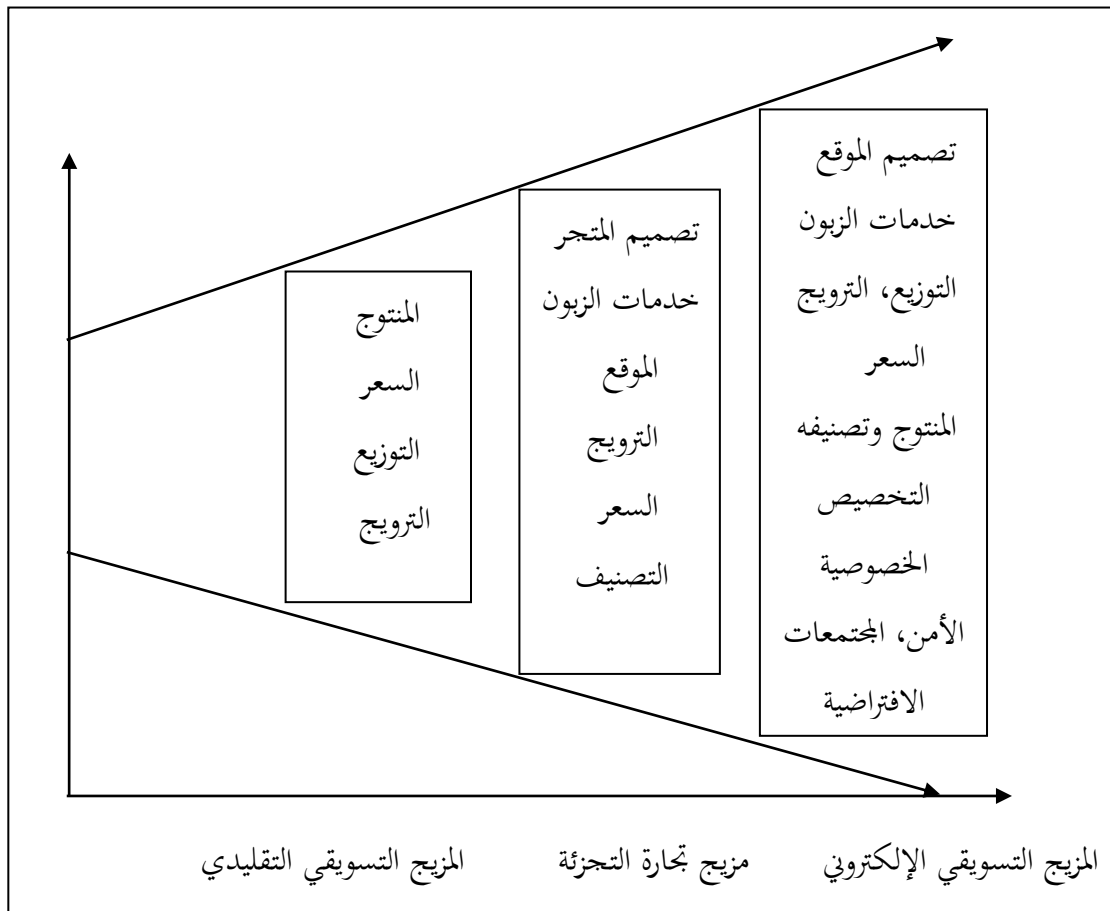 تصميم الموقع
خدمات الزبون
التوزيع، الترويج
السعر
المنتوج وتصنيفه
التخصيص
الخصوصية
الأمن، المجتمعات
الافتراضية
تصميم المتجر
خدمات الزبون
الموقع
الترويج
السعر
التصنيف
المنتوج
السعر
التوزيع
الترويج
المزيج التسويقي الإلكتروني
مزيج تجارة التجزئة
المزيج التسويقي التقليدي